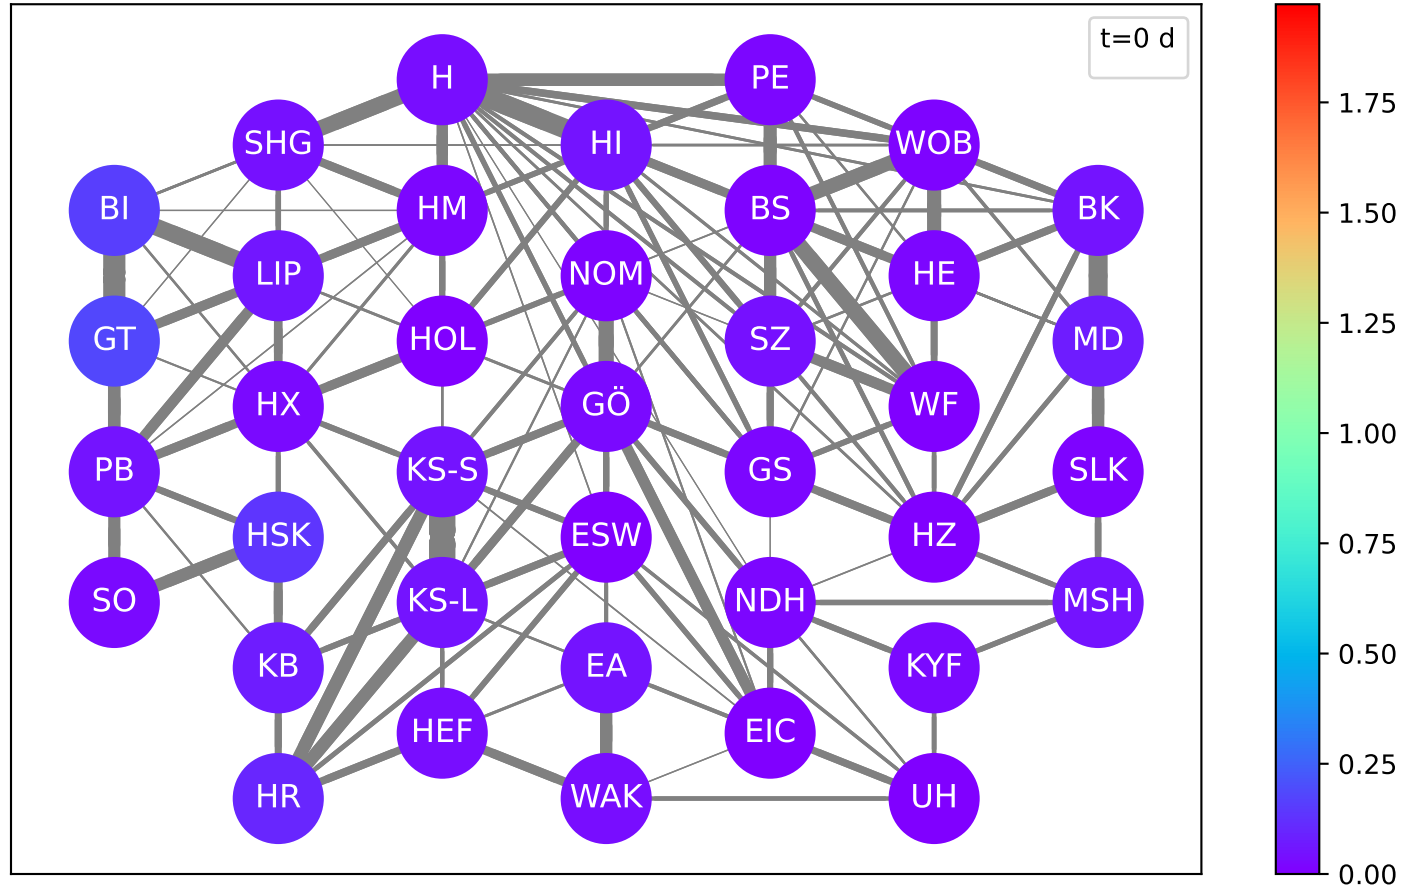 t=0 d
H
PE
SHG
HI
WOB
BI
HM
BS
BK
LIP
NOM
HE
GT
HOL
SZ
MD
HX
GÖ
WF
PB
KS-S
GS
SLK
HSK
ESW
HZ
SO
KS-L
NDH
MSH
KB
EA
KYF
HEF
EIC
HR
WAK
UH
1.75
1.50
1.25
1.00
0.75
0.50
0.25
0.00